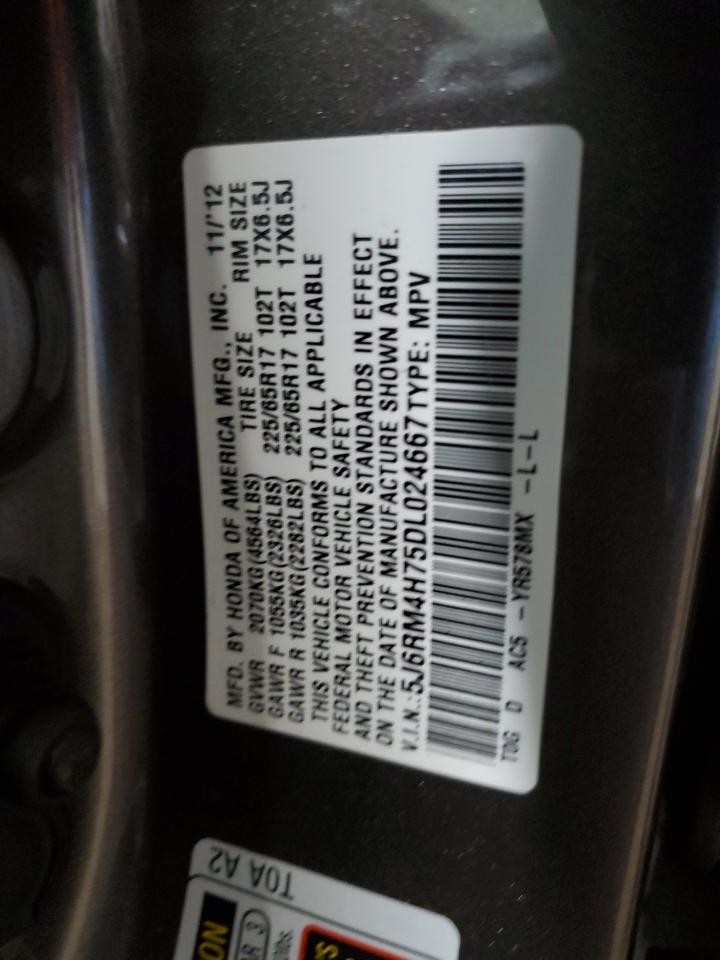 MFD. BY HONDA OF AMERICA MFG., INC. 11/'12
GVWR 2070KG(4564LBS) TIRE SIZE RIM SIZE
GAWR F 1055KG(2326LBS) 225/65R17 102T 17X6.5J
GAWR R 1035KG(2282LBS) 225/65R17 102T 17X6.5J
THIS VEHICLE CONFORMS TO ALL APPLICABLE
FEDERAL MOTOR VEHICLE SAFETY
AND THEFT PREVENTION STANDARDS IN EFFECT
ON THE DATE OF MANUFACTURE SHOWN ABOVE.
V.I.N.:5J6RM4H75DL024667 TYPE: MPV
T0G D AC5 -YR578MX -L-L
T0A A2